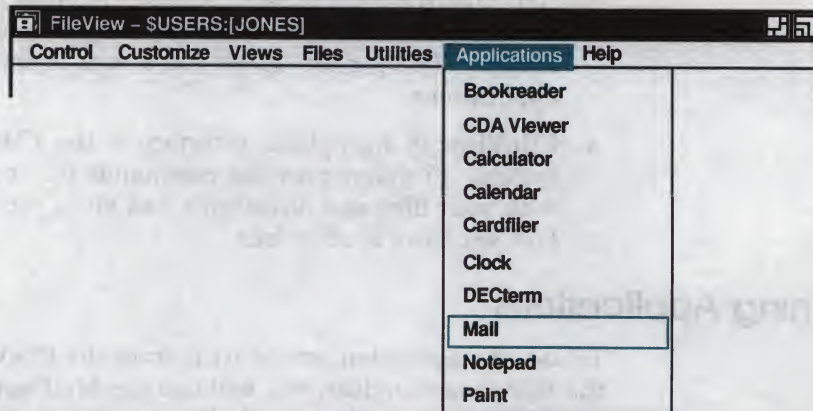 FileView – $USERS:[JONES]
Control Customize Views Files Utilities Applications Help
Bookreader
CDA Viewer
Calculator
Calendar
Cardfiler
Clock
DECterm
Mail
Notepad
Paint